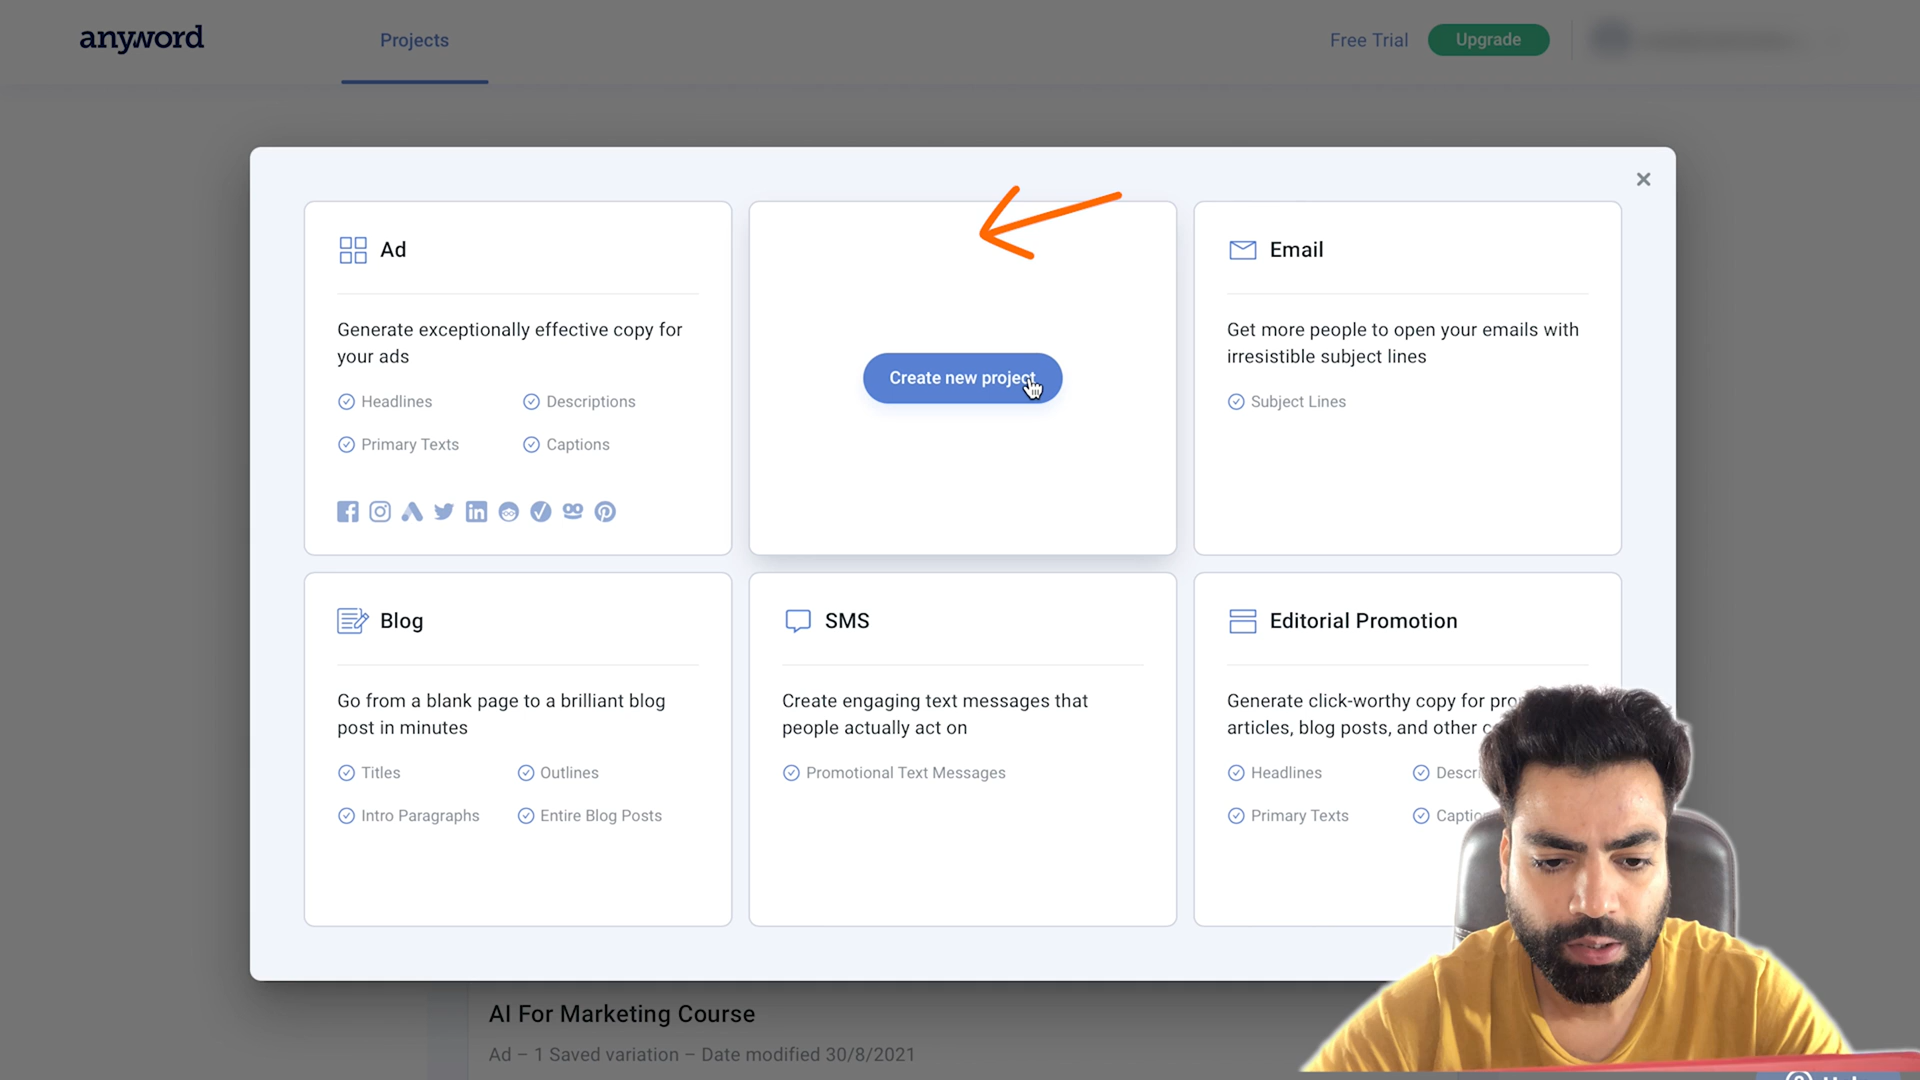 anyword
Projects
Free Trial
Upgrade
Ad
Generate exceptionally effective copy for
your ads
Headlines
Descriptions
Primary Texts
Captions
Create new project
Email
Get more people to open your emails with
irresistible subject lines
Subject Lines
Blog
Go from a blank page to a brilliant blog
post in minutes
Titles
Outlines
Intro Paragraphs
Entire Blog Posts
SMS
Create engaging text messages that
people actually act on
Promotional Text Messages
Editorial Promotion
Generate click-worthy copy for
articles, blog posts, and other
Headlines
Primary Texts
AI For Marketing Course
Ad – 1 Saved variation – Date modified 30/8/2021